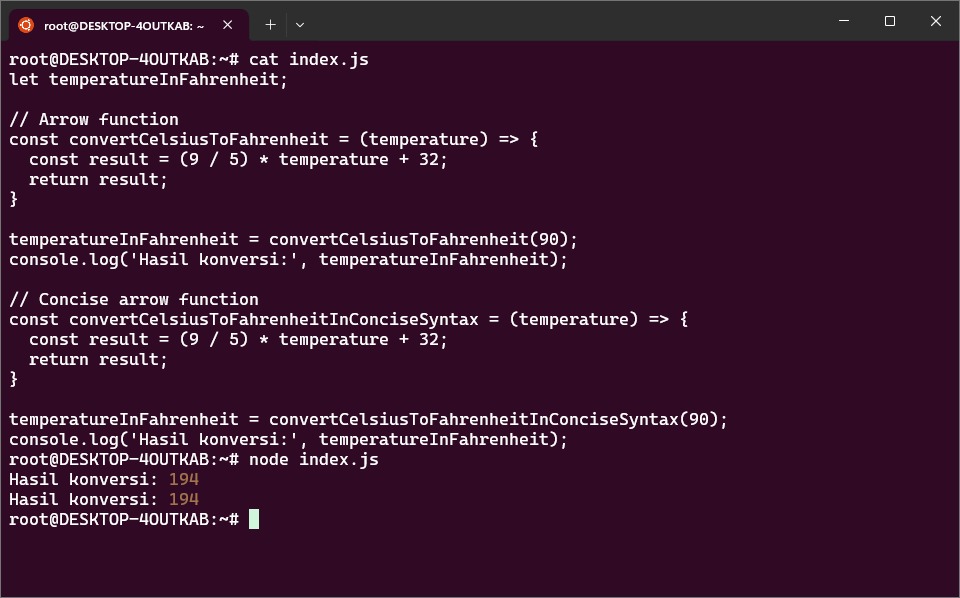 root@DESKTOP-4OUTKAB: ~
root@DESKTOP-4OUTKAB:~# cat index.js
let temperatureInFahrenheit;

// Arrow function
const convertCelsiusToFahrenheit = (temperature) => {
  const result = (9 / 5) * temperature + 32;
  return result;
}

temperatureInFahrenheit = convertCelsiusToFahrenheit(90);
console.log('Hasil konversi:', temperatureInFahrenheit);

// Concise arrow function
const convertCelsiusToFahrenheitInConciseSyntax = (temperature) => {
  const result = (9 / 5) * temperature + 32;
  return result;
}

temperatureInFahrenheit = convertCelsiusToFahrenheitInConciseSyntax(90);
console.log('Hasil konversi:', temperatureInFahrenheit);
root@DESKTOP-4OUTKAB:~# node index.js
Hasil konversi: 194
Hasil konversi: 194
root@DESKTOP-4OUTKAB:~#